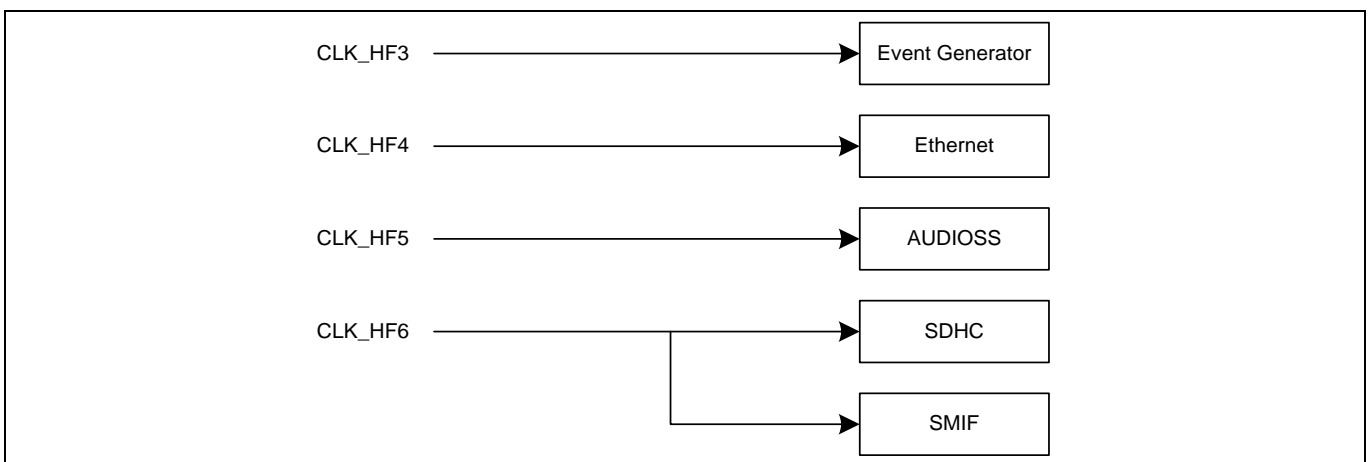 CLK_HF3
Event Generator
CLK_HF4
Ethernet
CLK_HF5
AUDIOSS
CLK_HF6
SDHC
SMIF